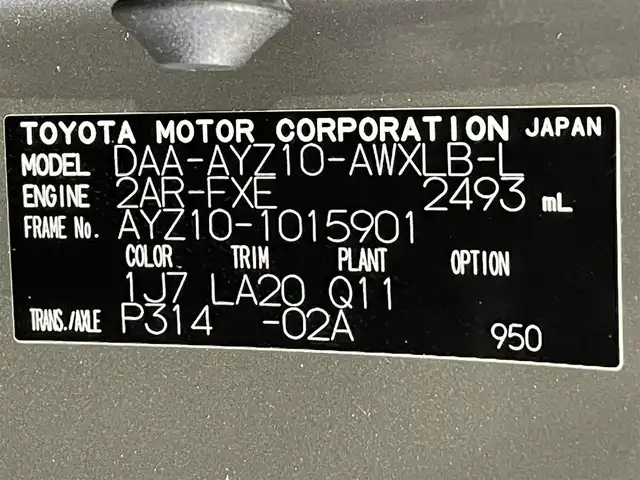 TOYOTA MOTOR CORPORATION JAPAN
MODEL DAA-AYZ10-AWXLB-L
ENGINE 2AR-FXE 2493 mL
FRAME No. AYZ10-1015901
COLOR TRIM PLANT OPTION
1J7 LA20 Q11
TRANS./AXLE P314 -02A 950